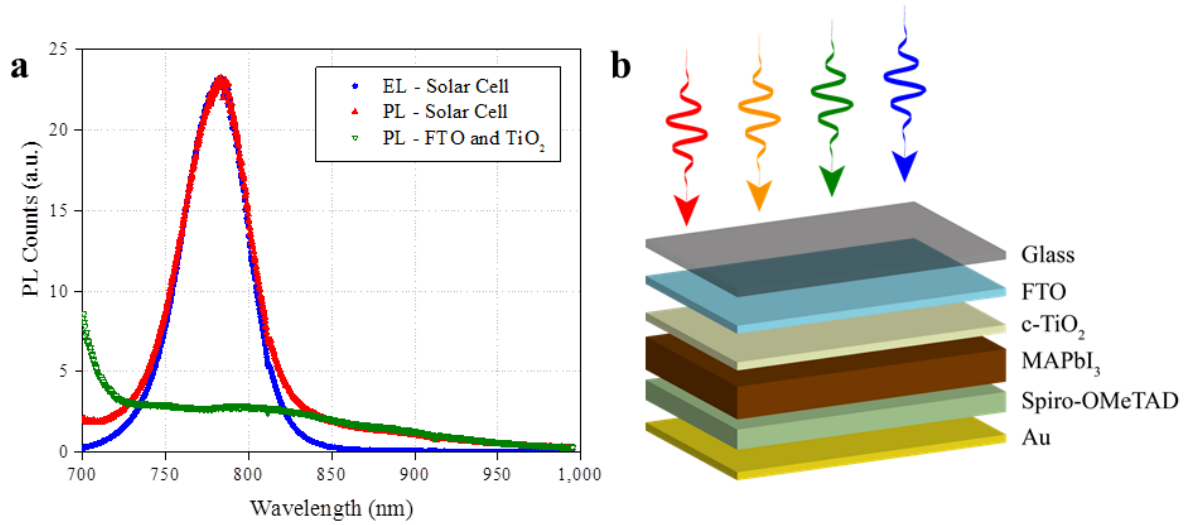 a
25
20
15
10
5
0
PL Counts (a.u.)
EL - Solar Cell
PL - Solar Cell
PL - FTO and TiO₂
700
750
800
850
900
950
1,000
Wavelength (nm)
b
Glass
FTO
c-TiO₂
MAPbI₃
Spiro-OMeTAD
Au